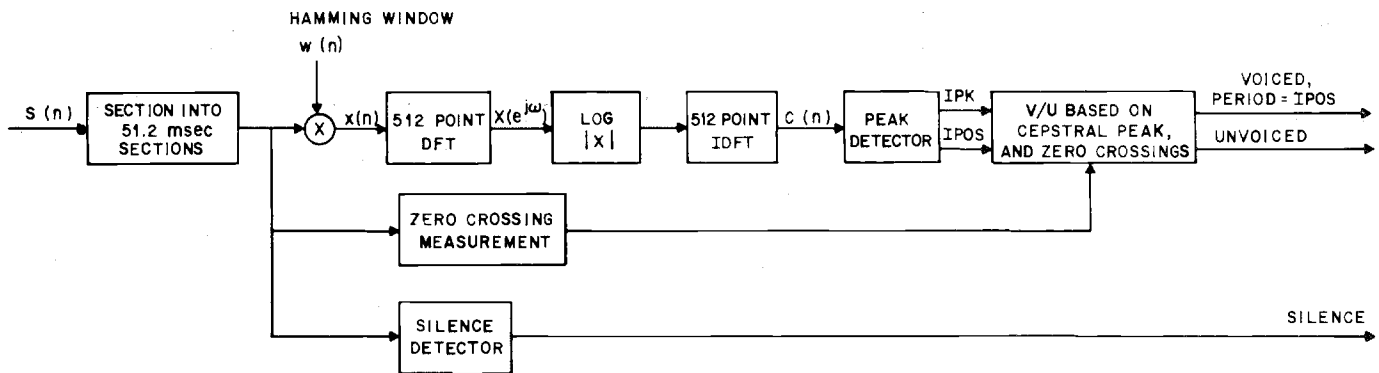 HAMMING WINDOW
w(n)
S(n)
SECTION INTO
51.2 msec
SECTIONS
X
x(n)
512 POINT
DFT
X(e^jω)
LOG
|X|
512 POINT
IDFT
C(n)
PEAK
DETECTOR
IPK
IPOS
V/U BASED ON
CEPSTRAL PEAK,
AND ZERO CROSSINGS
VOICED,
PERIOD = IPOS
UNVOICED
ZERO CROSSING
MEASUREMENT
SILENCE
DETECTOR
SILENCE